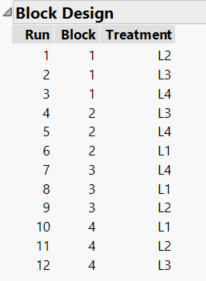 Block Design
Run Block Treatment
1 1 L2
2 1 L3
3 1 L4
4 2 L3
5 2 L4
6 2 L1
7 3 L4
8 3 L1
9 3 L2
10 4 L1
11 4 L2
12 4 L3